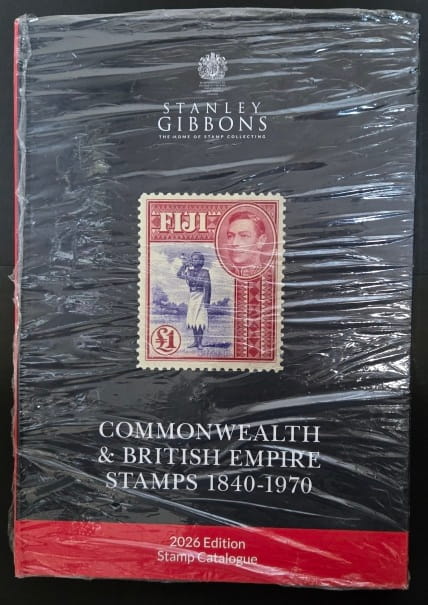 STANLEY
GIBBONS
THE HOME OF STAMP COLLECTING
FIJI
£1
COMMONWEALTH
& BRITISH EMPIRE
STAMPS 1840-1970
2026 Edition
Stamp Catalogue